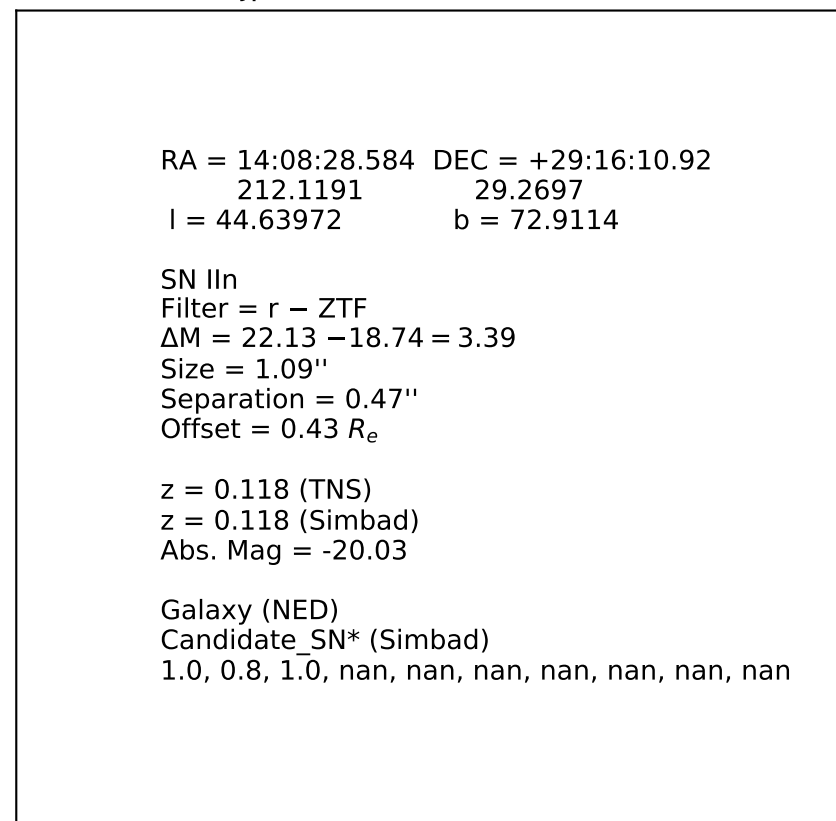 RA = 14:08:28.584  DEC = +29:16:10.92
212.1191  29.2697
l = 44.63972  b = 72.9114
SN IIn
Filter = r − ZTF
ΔM = 22.13 −18.74 = 3.39
Size = 1.09''
Separation = 0.47''
Offset = 0.43 Re
z = 0.118 (TNS)
z = 0.118 (Simbad)
Abs. Mag = -20.03
Galaxy (NED)
Candidate_SN* (Simbad)
1.0, 0.8, 1.0, nan, nan, nan, nan, nan, nan, nan